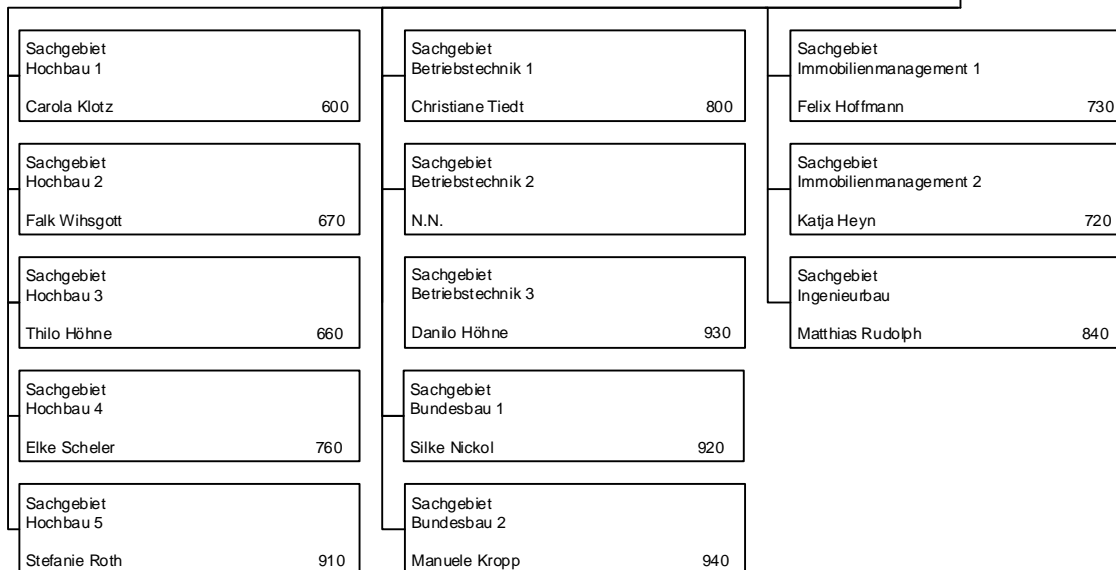 Sachgebiet
Hochbau 1
Carola Klotz 600
Sachgebiet
Hochbau 2
Falk Wihsgott 670
Sachgebiet
Hochbau 3
Thilo Höhne 660
Sachgebiet
Hochbau 4
Elke Scheler 760
Sachgebiet
Hochbau 5
Stefanie Roth 910
Sachgebiet
Betriebstechnik 1
Christiane Tiedt 800
Sachgebiet
Betriebstechnik 2
N.N.
Sachgebiet
Betriebstechnik 3
Danilo Höhne 930
Sachgebiet
Bundesbau 1
Silke Nickol 920
Sachgebiet
Bundesbau 2
Manuele Kropp 940
Sachgebiet
Immobilienmanagement 1
Felix Hoffmann 730
Sachgebiet
Immobilienmanagement 2
Katja Heyn 720
Sachgebiet
Ingenieurbau
Matthias Rudolph 840